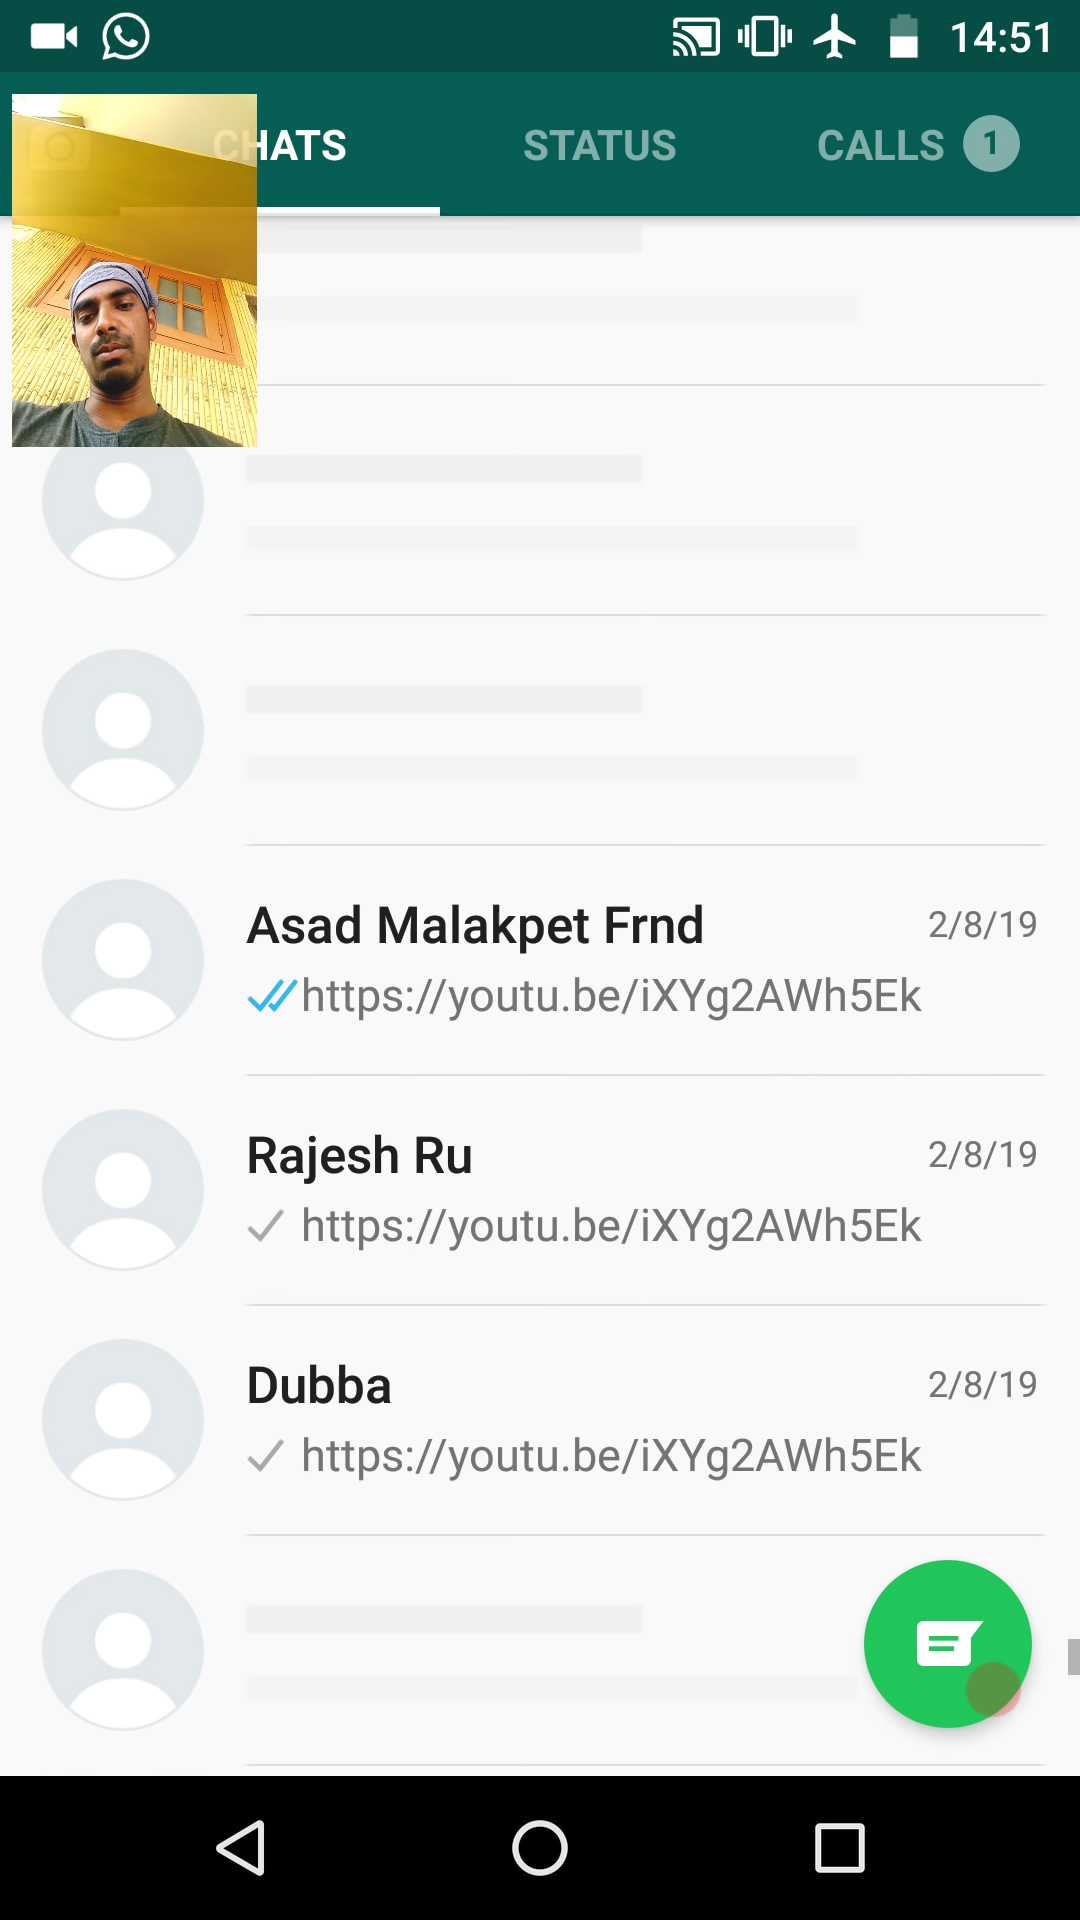 14:51
CHATS STATUS CALLS 1
Asad Malakpet Frnd 2/8/19
https://youtu.be/iXYg2AWh5Ek
Rajesh Ru 2/8/19
https://youtu.be/iXYg2AWh5Ek
Dubba 2/8/19
https://youtu.be/iXYg2AWh5Ek